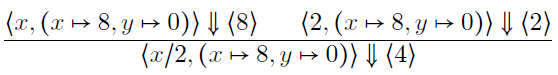 ⟨x, (x ↦ 8, y ↦ 0)⟩ ⇓ ⟨8⟩ ⟨2, (x ↦ 8, y ↦ 0)⟩ ⇓ ⟨2⟩
⟨x/2, (x ↦ 8, y ↦ 0)⟩ ⇓ ⟨4⟩